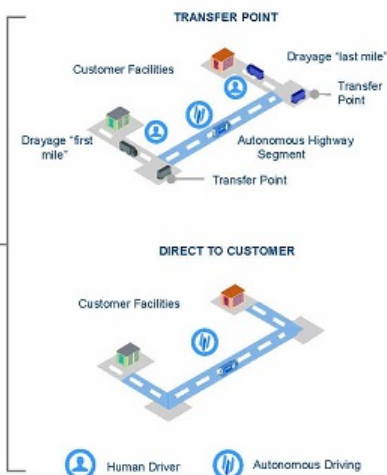 TRANSFER POINT
Drayage "last mile"
Customer Facilities
Transfer
Point
Drayage "first
mile"
Autonomous Highway
Segment
Transfer Point
DIRECT TO CUSTOMER
Customer Facilities
Human Driver
Autonomous Driving